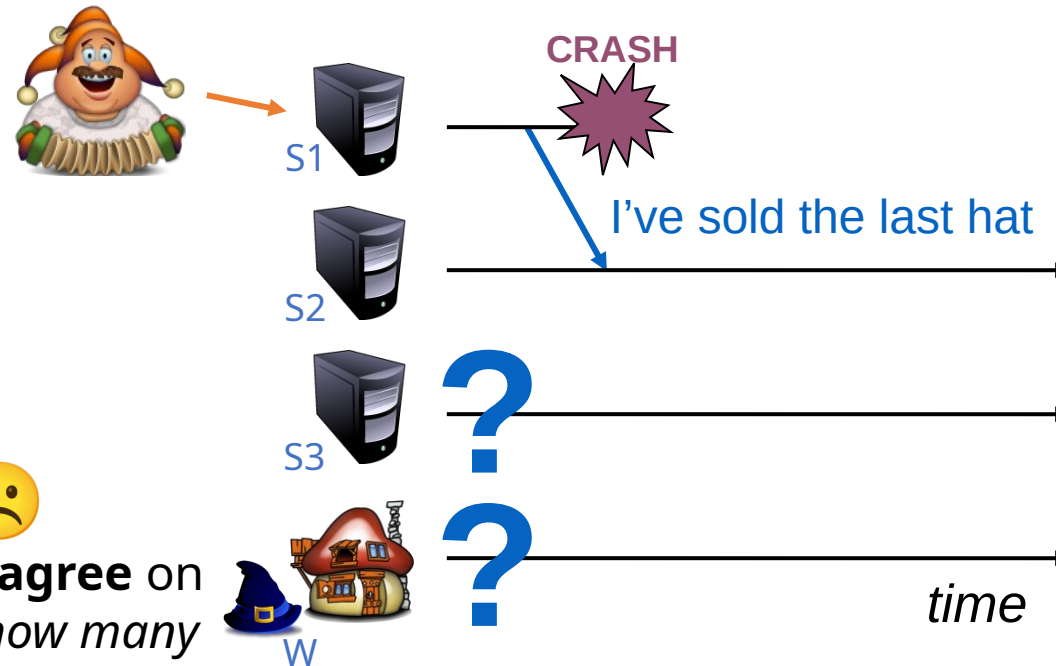 CRASH
S1
I’ve sold the last hat
S2
?
S3
?
agree on
how many
time
W